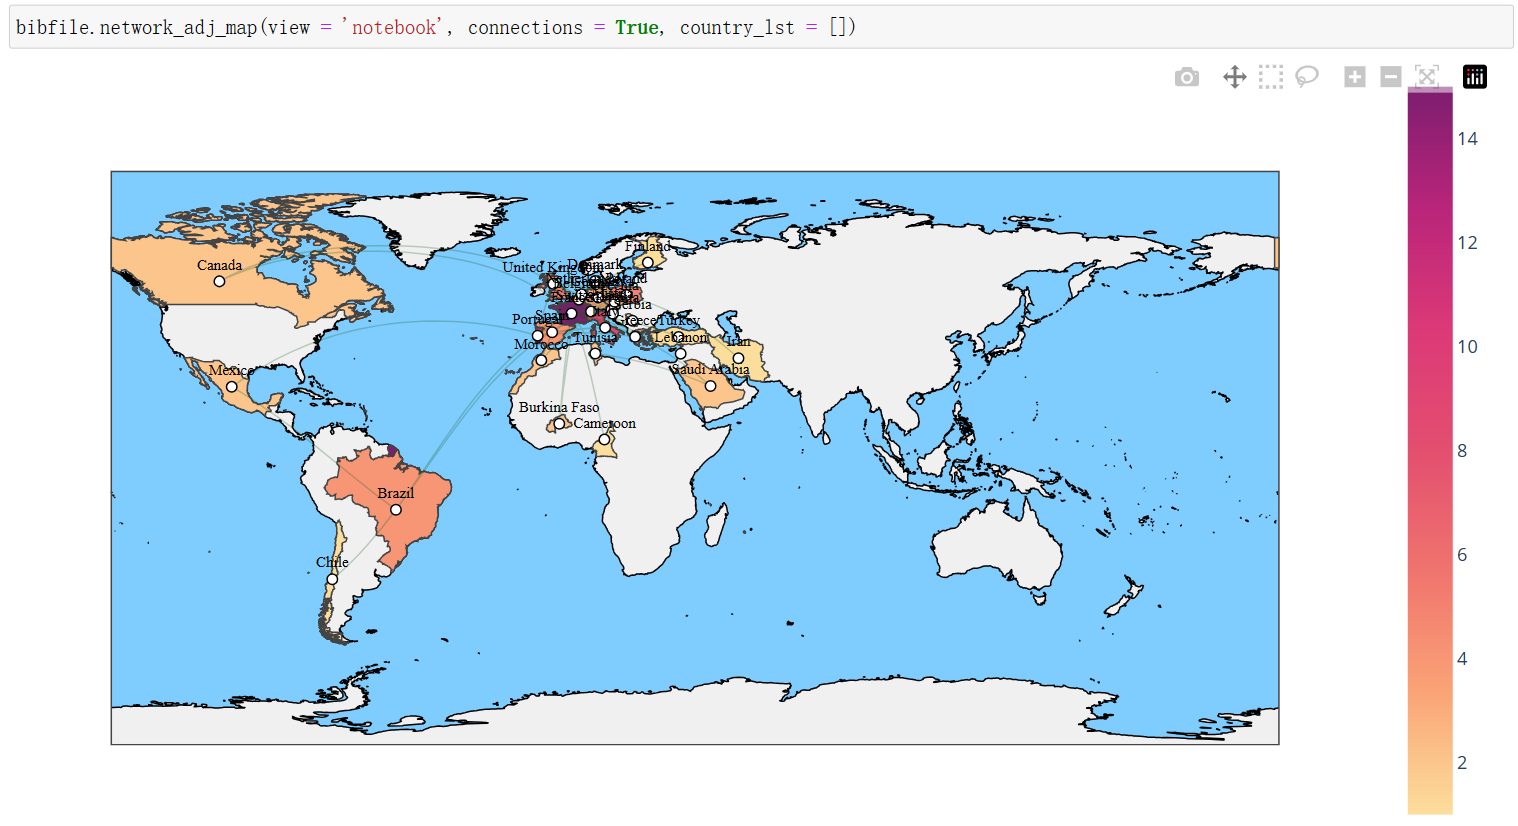 bibfile.network_adj_map(view = 'notebook', connections = True, country_lst = [])
14
12
10
8
6
4
2
Finland
Canada
United Kingdom
Denmark
Serbia
Spain
Italy
Portugal
Greece
Turkey
Morocco
Tunisia
Lebanon
Iran
Mexico
Saudi Arabia
Burkina Faso
Cameroon
Brazil
Chile